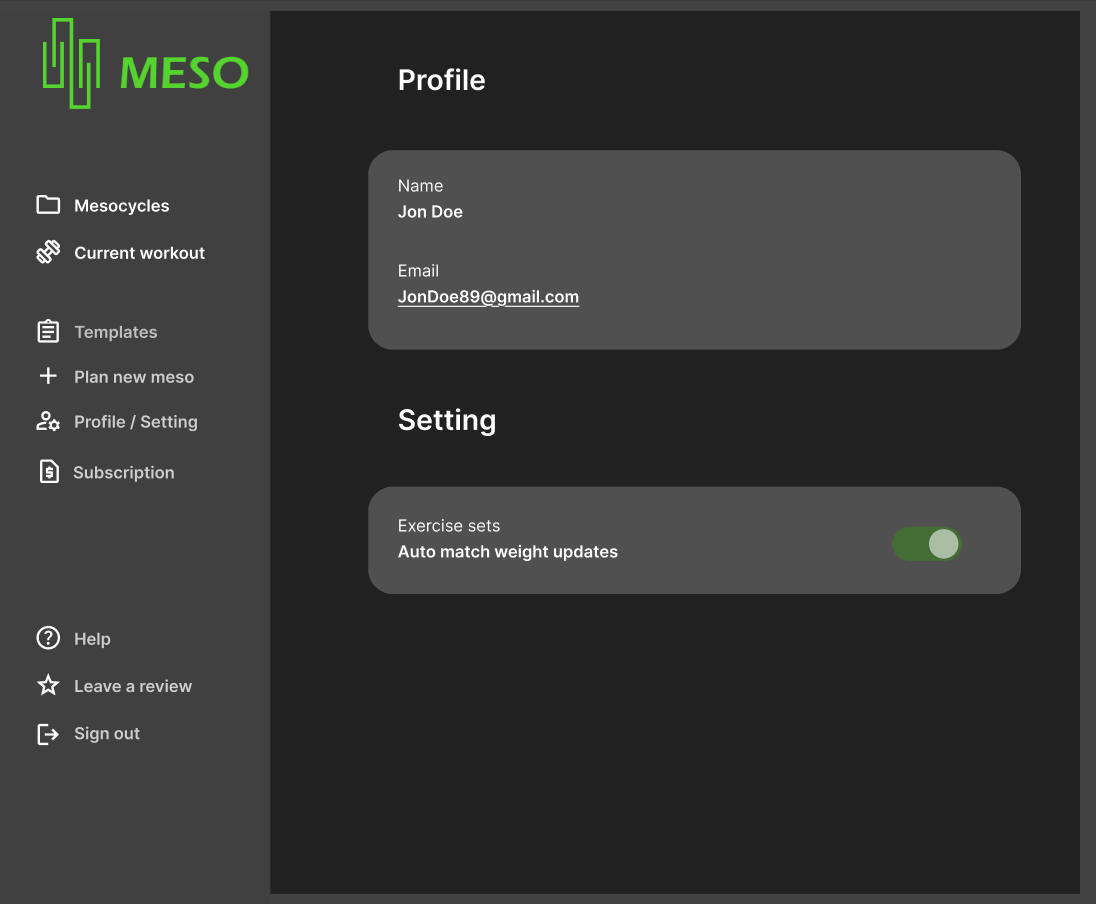 MESO
Mesocycles
Current workout
Templates
Plan new meso
Profile / Setting
Subscription
Help
Leave a review
Sign out
Profile
Name
Jon Doe
Email
JonDoe89@gmail.com
Setting
Exercise sets
Auto match weight updates